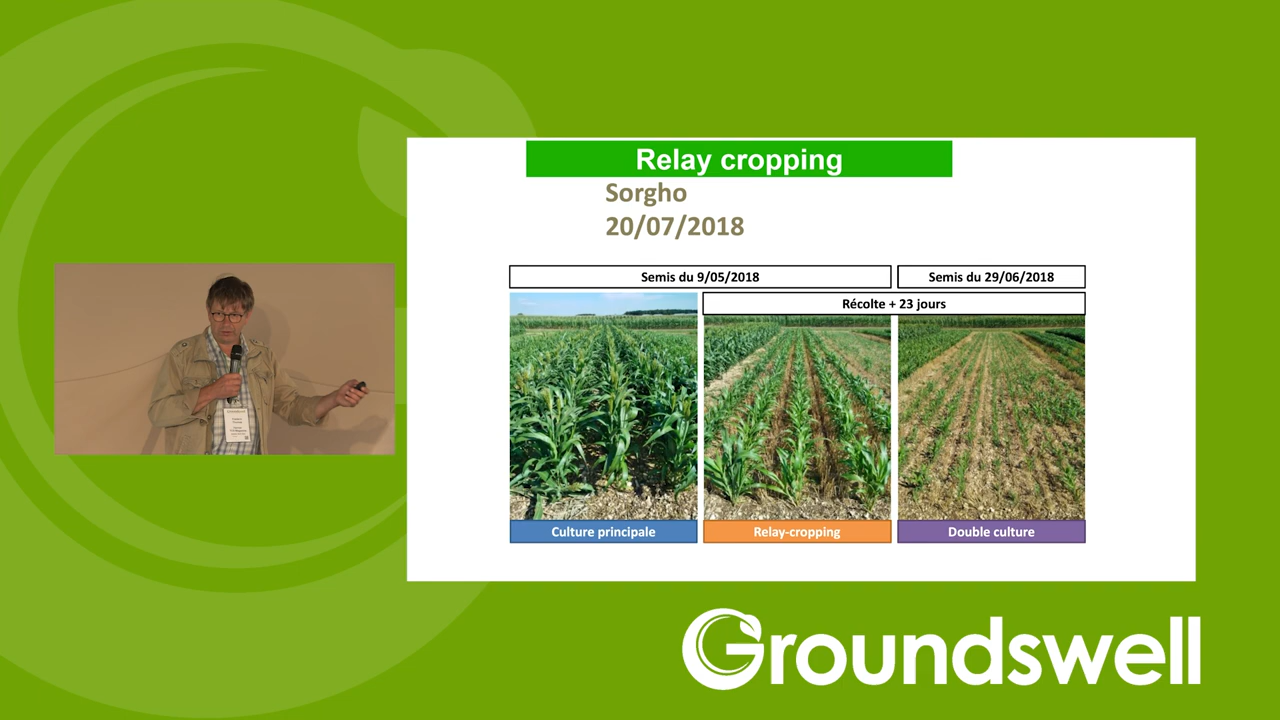 Relay cropping
Sorgho
20/07/2018
Semis du 9/05/2018
Semis du 29/06/2018
Récolte + 23 jours
Culture principale
Relay-cropping
Double culture
Groundswell